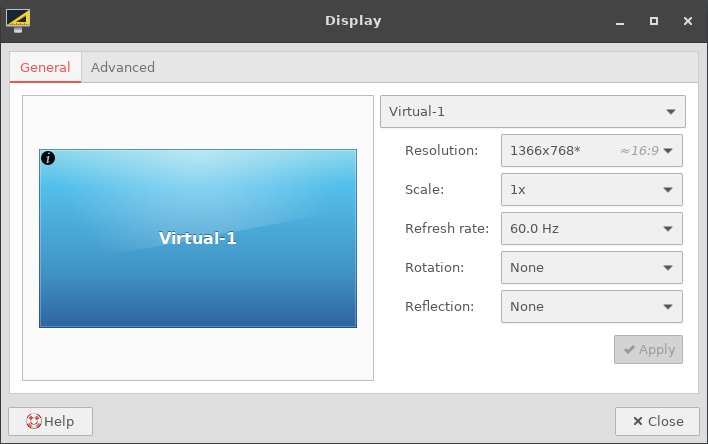 Display
General Advanced
Virtual-1
i
Virtual-1
Resolution: 1366x768* ≈16:9
Scale: 1x
Refresh rate: 60.0 Hz
Rotation: None
Reflection: None
Apply
Help Close